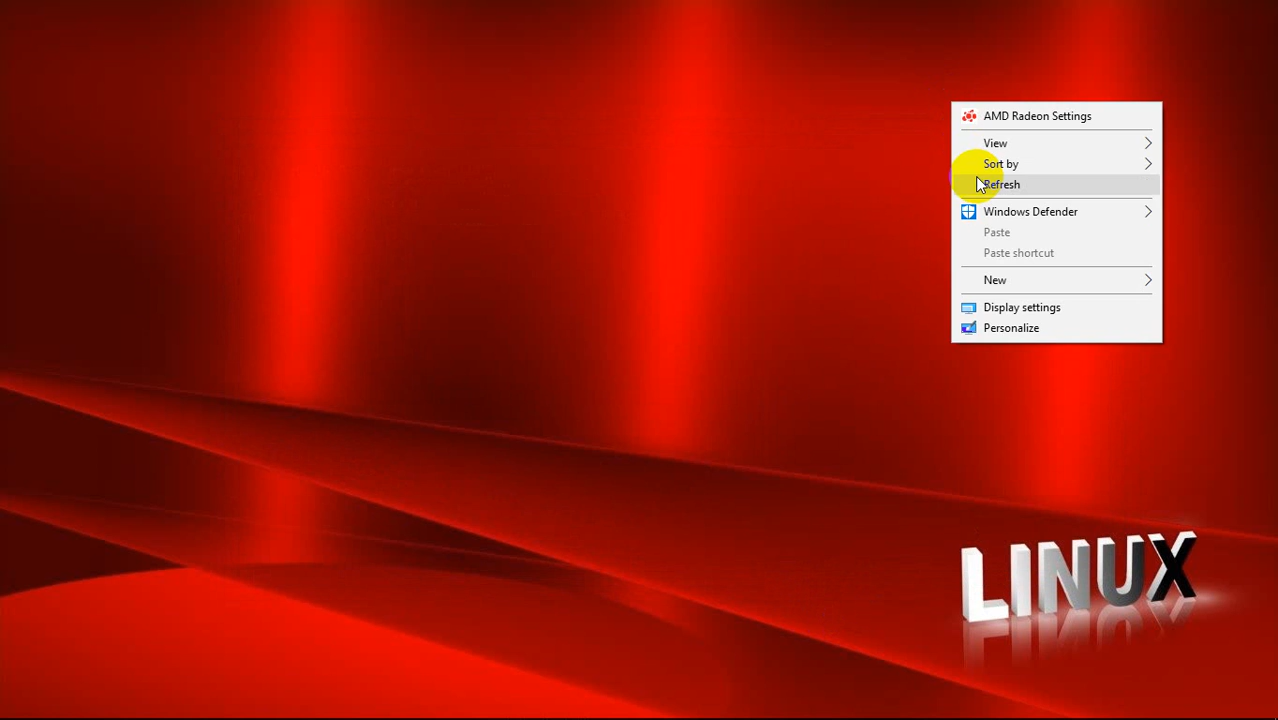 AMD Radeon Settings
View
Sort by
Refresh
Windows Defender
Paste
Paste shortcut
New
Display settings
Personalize
LINUX